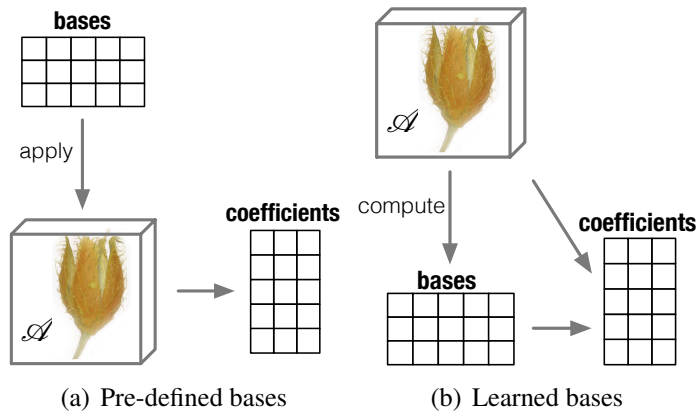 bases
apply
𝒜
coefficients
(a) Pre-defined bases
𝒜
compute
bases
coefficients
(b) Learned bases